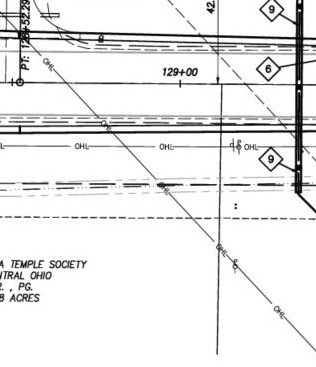 9
42.
PT: 128+52.29
6
129+00
OHL
OHL
OHL
OHL
OHL
9
OHL
OHL
OHL
A TEMPLE SOCIETY
NTRAL OHIO
R. , PG.
8 ACRES